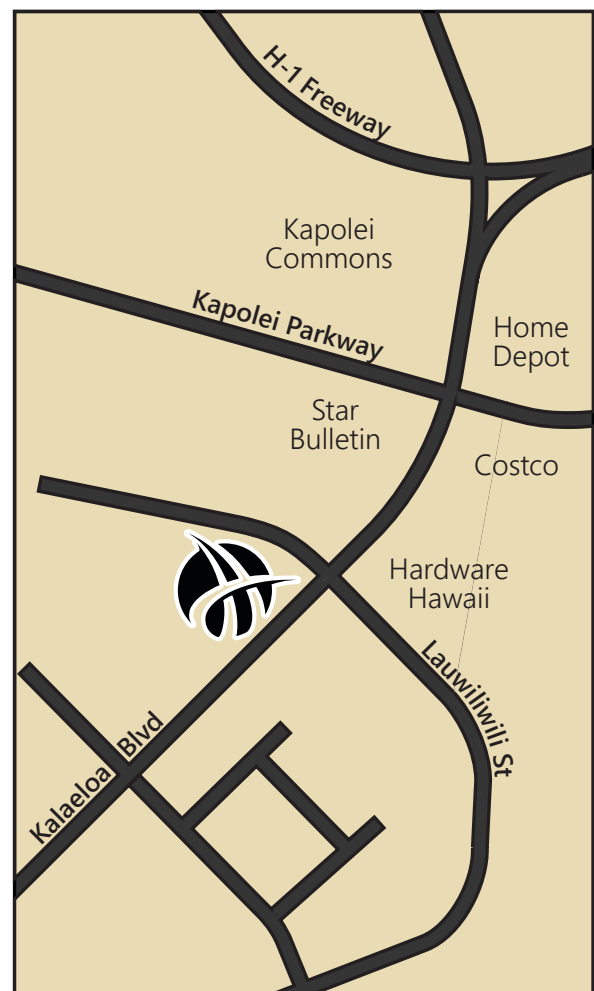 H-1 Freeway
Kapolei
Commons
Kapolei Parkway
Home
Depot
Star
Bulletin
Costco
Hardware
Hawaii
Lauwiliwili St
Kalaeloa Blvd